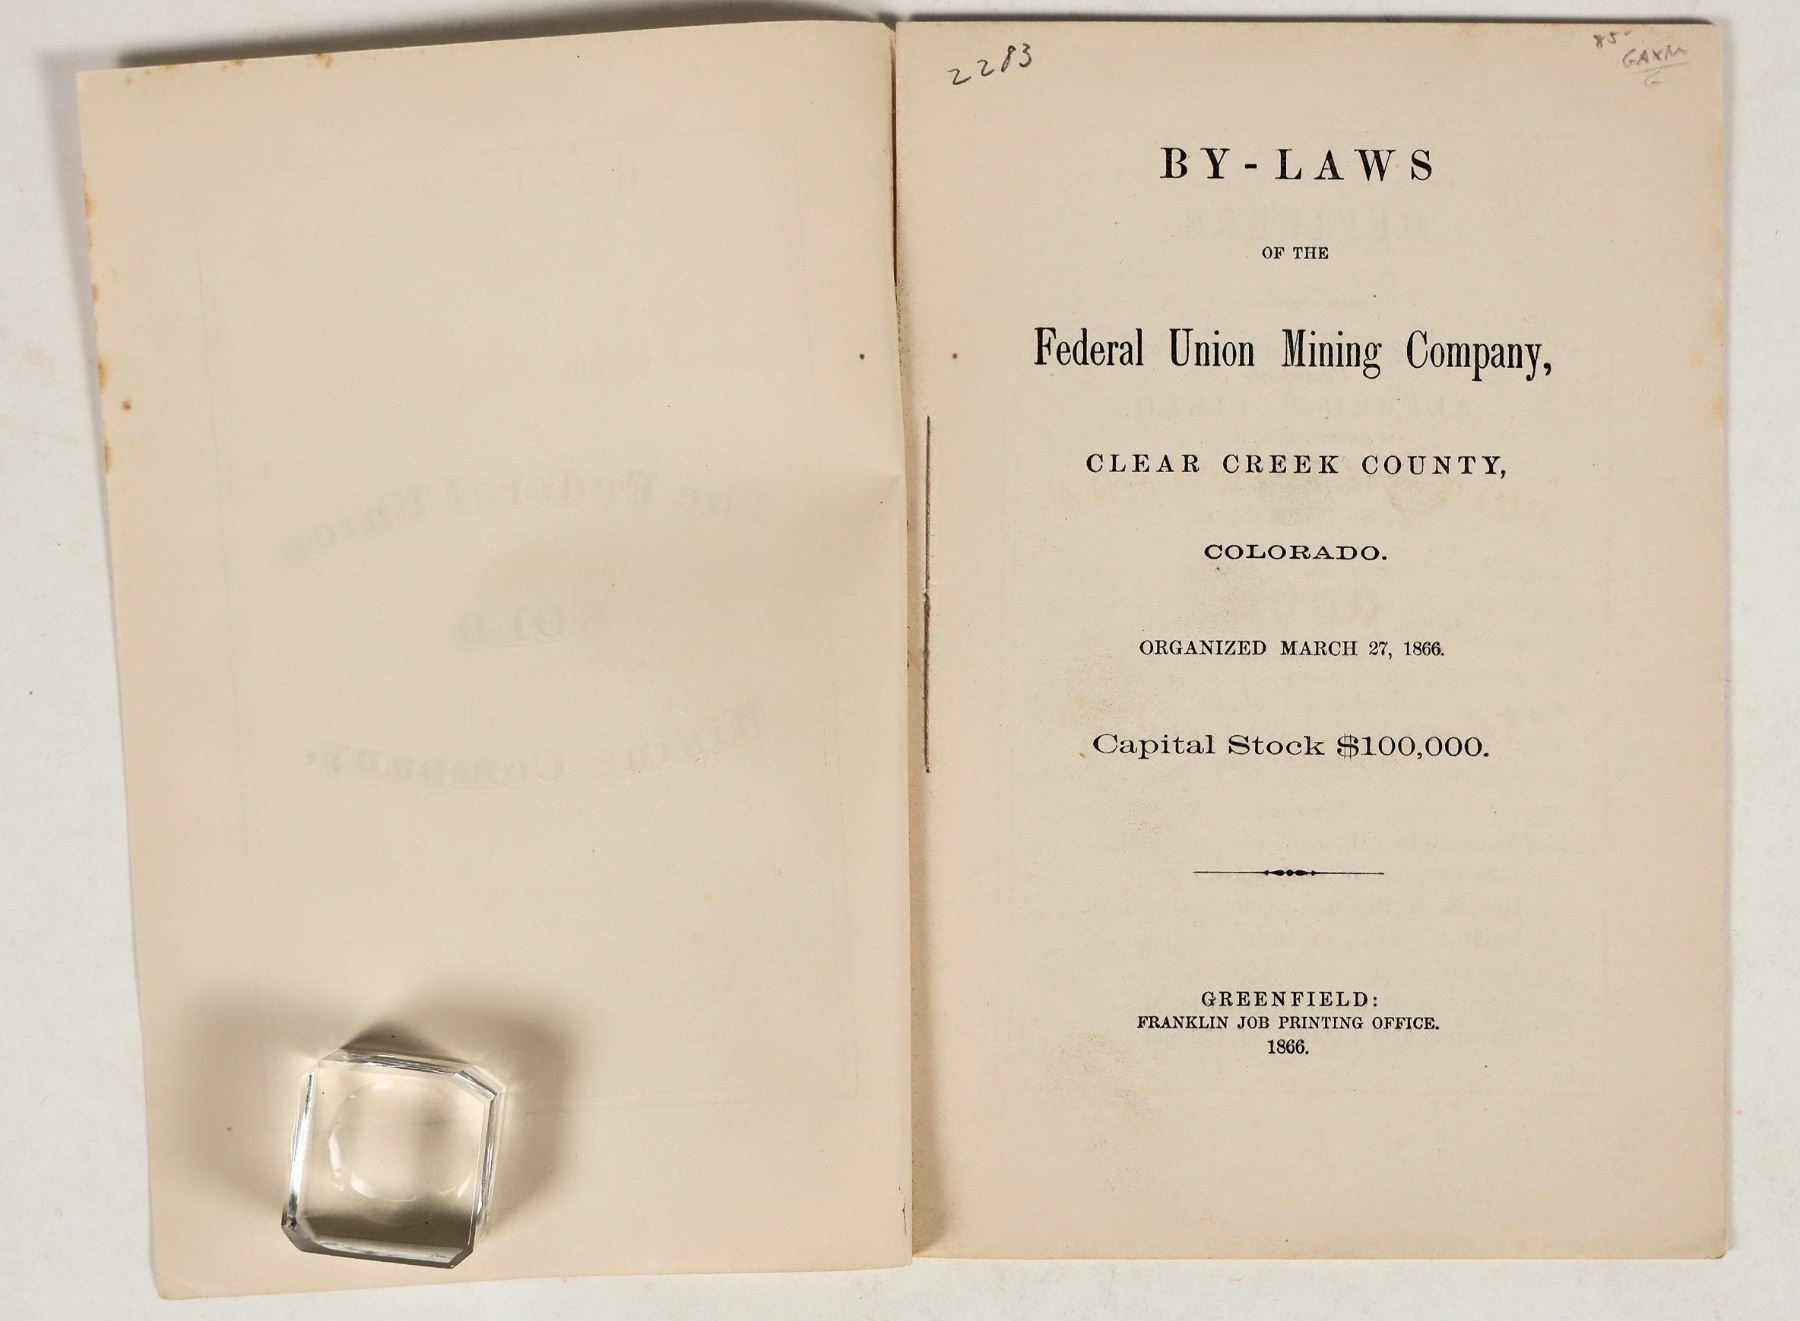 2283
85-
BY-LAWS
OF THE
Federal Union Mining Company,
CLEAR CREEK COUNTY,
COLORADO.
ORGANIZED MARCH 27, 1866.
Capital Stock $100,000.
GREENFIELD:
FRANKLIN JOB PRINTING OFFICE.
1866.